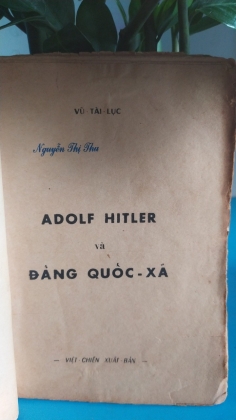 VŨ TÀI LỤC
Nguyễn Thị Thu
ADOLF HITLER
và
ĐẢNG QUỐC-XÃ
— VIỆT CHIẾN XUẤT BẢN —